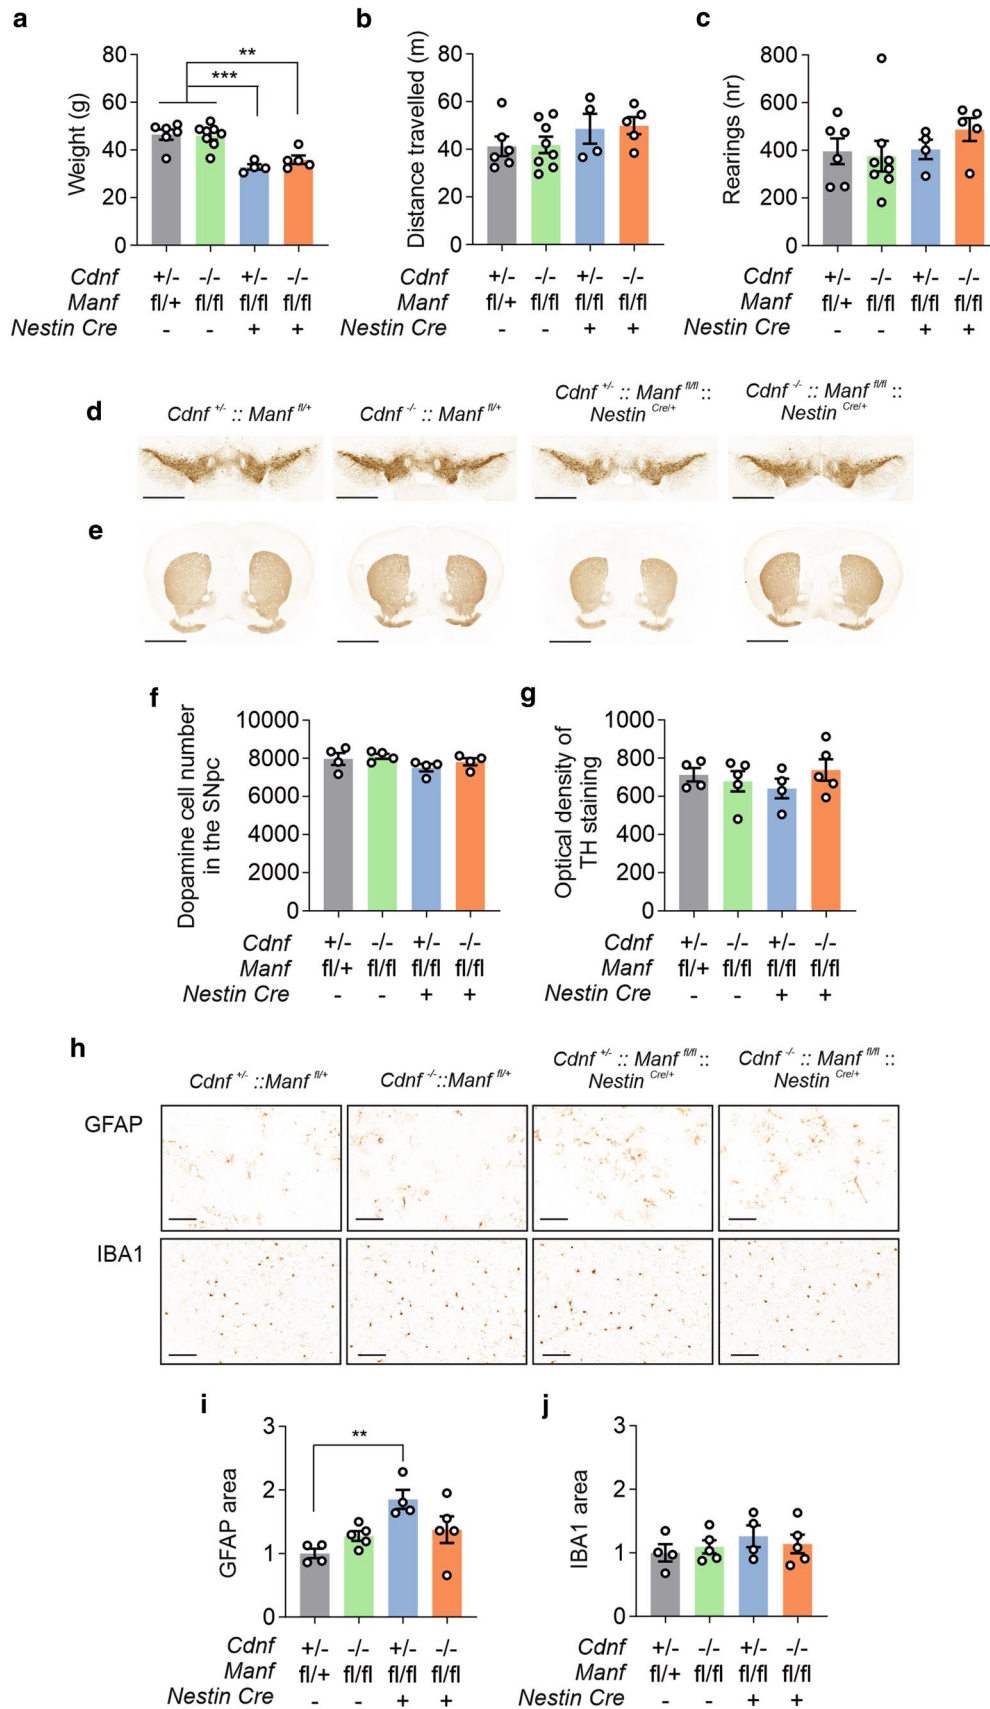 a
b
c
Weight (g)
80
60
40
20
0
**
***
Distance travelled (m)
80
60
40
20
0
Rearings (nr)
800
600
400
200
0
Cdnf +/- -/- +/- -/-
Manf fl/+ fl/fl fl/fl fl/fl
Nestin Cre - - + +
Cdnf +/- -/- +/- -/-
Manf fl/+ fl/fl fl/fl fl/fl
Nestin Cre - - + +
Cdnf +/- -/- +/- -/-
Manf fl/+ fl/fl fl/fl fl/fl
Nestin Cre - - + +
d
Cdnf +/- :: Manf fl/+
Cdnf -/- :: Manf fl/+
Cdnf +/- :: Manf fl/fl ::
Nestin Cre/+
Cdnf -/- :: Manf fl/fl ::
Nestin Cre/+
e
f
Dopamine cell number
in the SNpc
10000
8000
6000
4000
2000
0
Cdnf +/- -/- +/- -/-
Manf fl/+ fl/fl fl/fl fl/fl
Nestin Cre - - + +
g
Optical density of
TH staining
1000
800
600
400
200
0
Cdnf +/- -/- +/- -/-
Manf fl/+ fl/fl fl/fl fl/fl
Nestin Cre - - + +
h
Cdnf +/- ::Manf fl/+
Cdnf -/-::Manf fl/+
Cdnf +/- :: Manf fl/fl ::
Nestin Cre/+
Cdnf -/- :: Manf fl/fl ::
Nestin Cre/+
GFAP
IBA1
i
GFAP area
3
2
1
0
**
Cdnf +/- -/- +/- -/-
Manf fl/+ fl/fl fl/fl fl/fl
Nestin Cre - - + +
j
IBA1 area
3
2
1
0
Cdnf +/- -/- +/- -/-
Manf fl/+ fl/fl fl/fl fl/fl
Nestin Cre - - + +